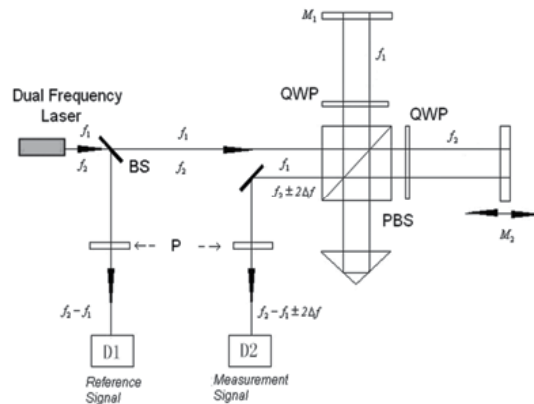 M₁
f₁
QWP
QWP
Dual Frequency
Laser
f₁
f₁
f₂
f₂
BS
f₂
f₁
f₂±2Δf
PBS
M₂
P
f₂-f₁
f₂-f₁±2Δf
D1
D2
Reference
Signal
Measurement
Signal